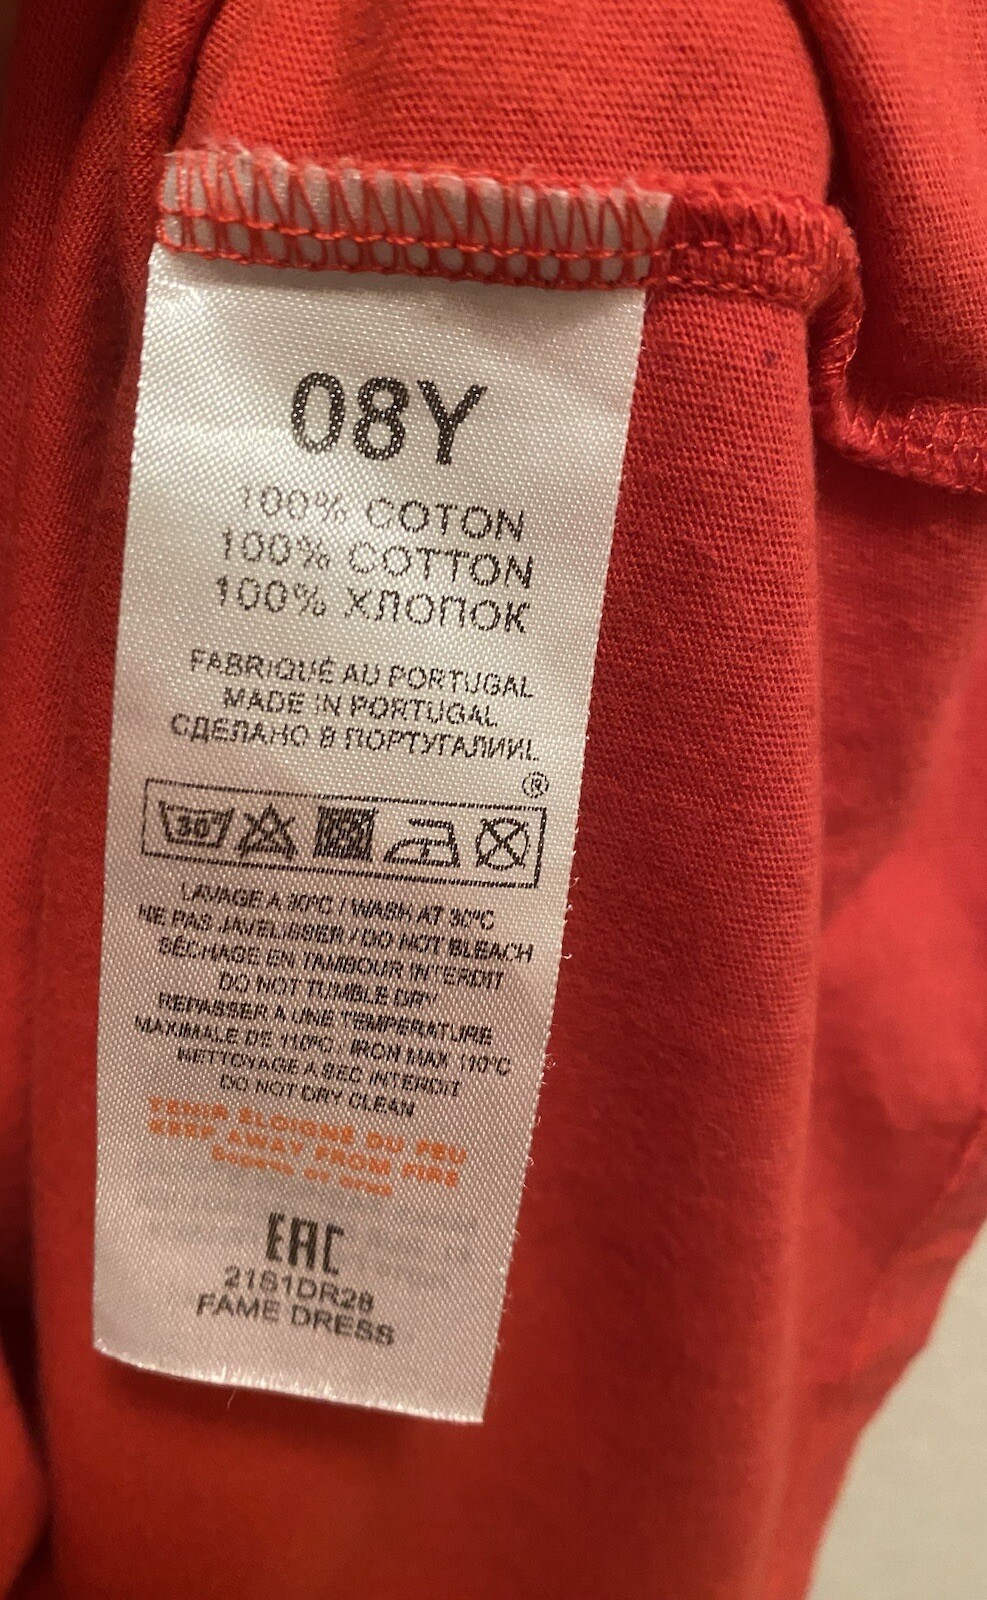 08Y
100% COTON
100% COTTON
100% ХЛОПОК
FABRIQUÉ AU PORTUGAL
MADE IN PORTUGAL
СДЕЛАНО В ПОРТУГАЛИИ
®
30
LAVAGE A 30°C / WASH AT 30°C
NE PAS JAVELISSER / DO NOT BLEACH
SÉCHAGE EN TAMBOUR INTERDIT
DO NOT TUMBLE DRY
REPASSER A UNE TEMPERATURE
MAXIMALE DE 110°C / IRON MAX 110°C
NETTOYAGE A SEC INTERDIT
DO NOT DRY CLEAN
TENIR ÉLOIGNÉ DU FEU
KEEP AWAY FROM FIRE
EAC
21S1DR28
FAME DRESS